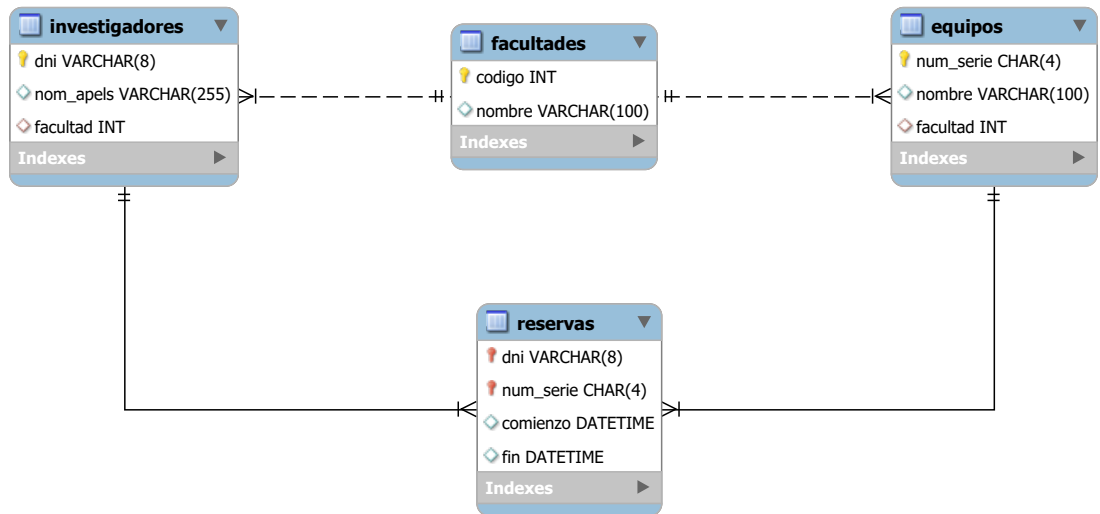 investigadores
dni VARCHAR(8)
nom_apels VARCHAR(255)
facultad INT
Indexes
facultades
codigo INT
nombre VARCHAR(100)
Indexes
equipos
num_serie CHAR(4)
nombre VARCHAR(100)
facultad INT
Indexes
reservas
dni VARCHAR(8)
num_serie CHAR(4)
comienzo DATETIME
fin DATETIME
Indexes